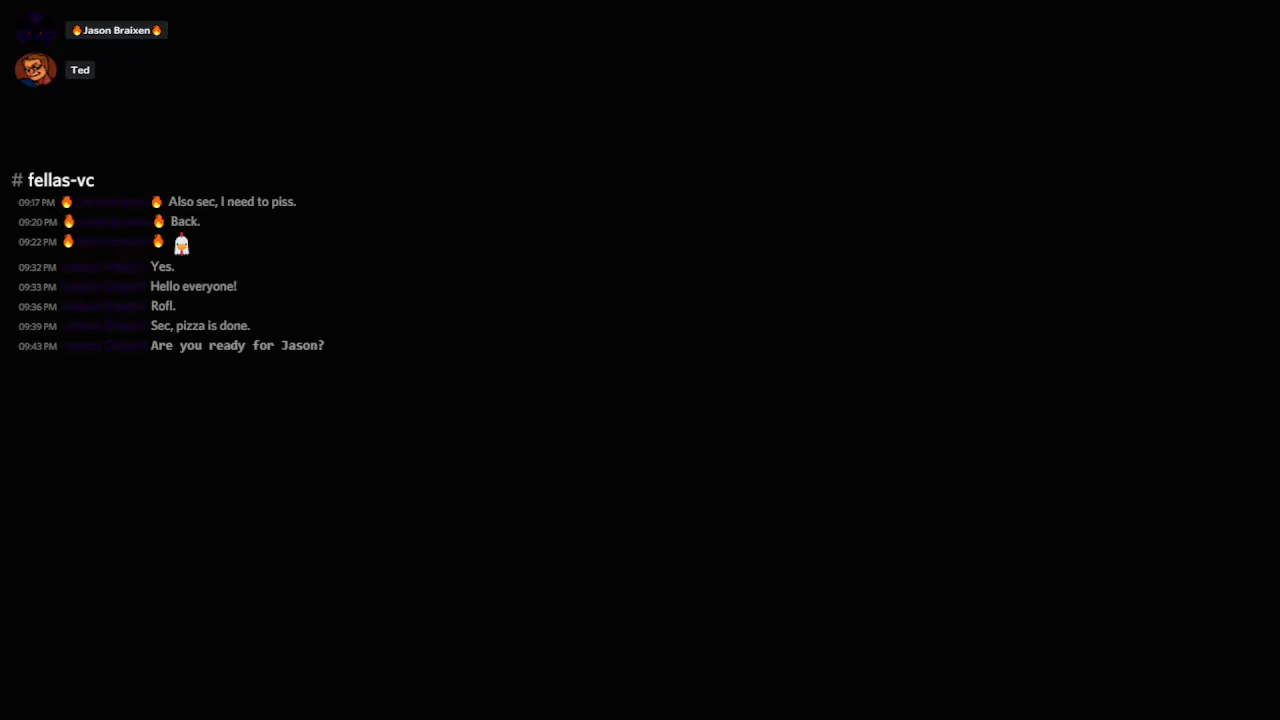 🔥Jason Braixen🔥
Ted
# fellas-vc
09:17 PM 🔥 🔥 Also sec, I need to piss.
09:20 PM 🔥 🔥 Back.
09:22 PM 🔥 🔥 🐔
09:32 PM Yes.
09:33 PM Hello everyone!
09:36 PM Rofl.
09:39 PM Sec, pizza is done.
09:43 PM Are you ready for Jason?